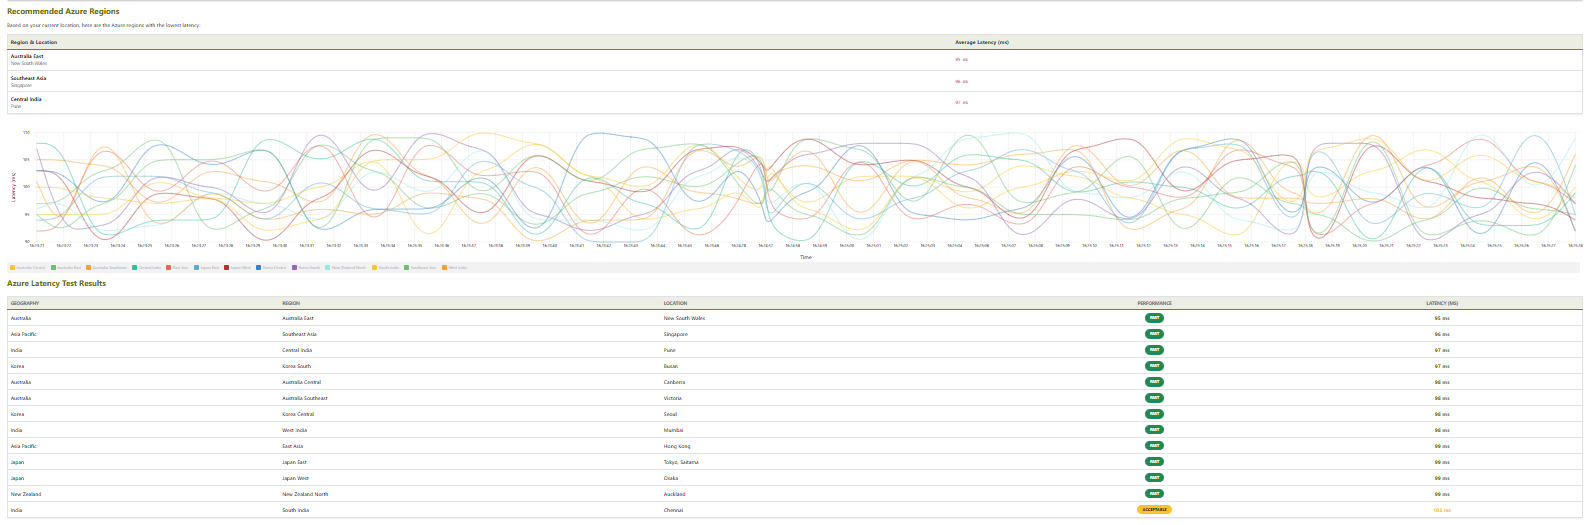 Recommended Azure Regions
Based on your current location, here are the Azure regions with the lowest latency:
Region & Location Average Latency (ms)
Australia East
New South Wales
95 ms
Southeast Asia
Singapore
96 ms
Central India
Pune
97 ms
Latency (ms)
110
105
100
95
90
Time
Australia Central Australia East Australia Southeast Central India East Asia Japan East Japan West Korea Central Korea South New Zealand North South India Southeast Asia West India
Azure Latency Test Results
GEOGRAPHY REGION LOCATION PERFORMANCE LATENCY (MS)
Australia Australia East New South Wales FAST 95 ms
Asia Pacific Southeast Asia Singapore FAST 96 ms
India Central India Pune FAST 97 ms
Korea Korea South Busan FAST 97 ms
Australia Australia Central Canberra FAST 98 ms
Australia Australia Southeast Victoria FAST 98 ms
Korea Korea Central Seoul FAST 98 ms
India West India Mumbai FAST 98 ms
Asia Pacific East Asia Hong Kong FAST 99 ms
Japan Japan East Tokyo, Saitama FAST 99 ms
Japan Japan West Osaka FAST 99 ms
New Zealand New Zealand North Auckland FAST 99 ms
India South India Chennai ACCEPTABLE